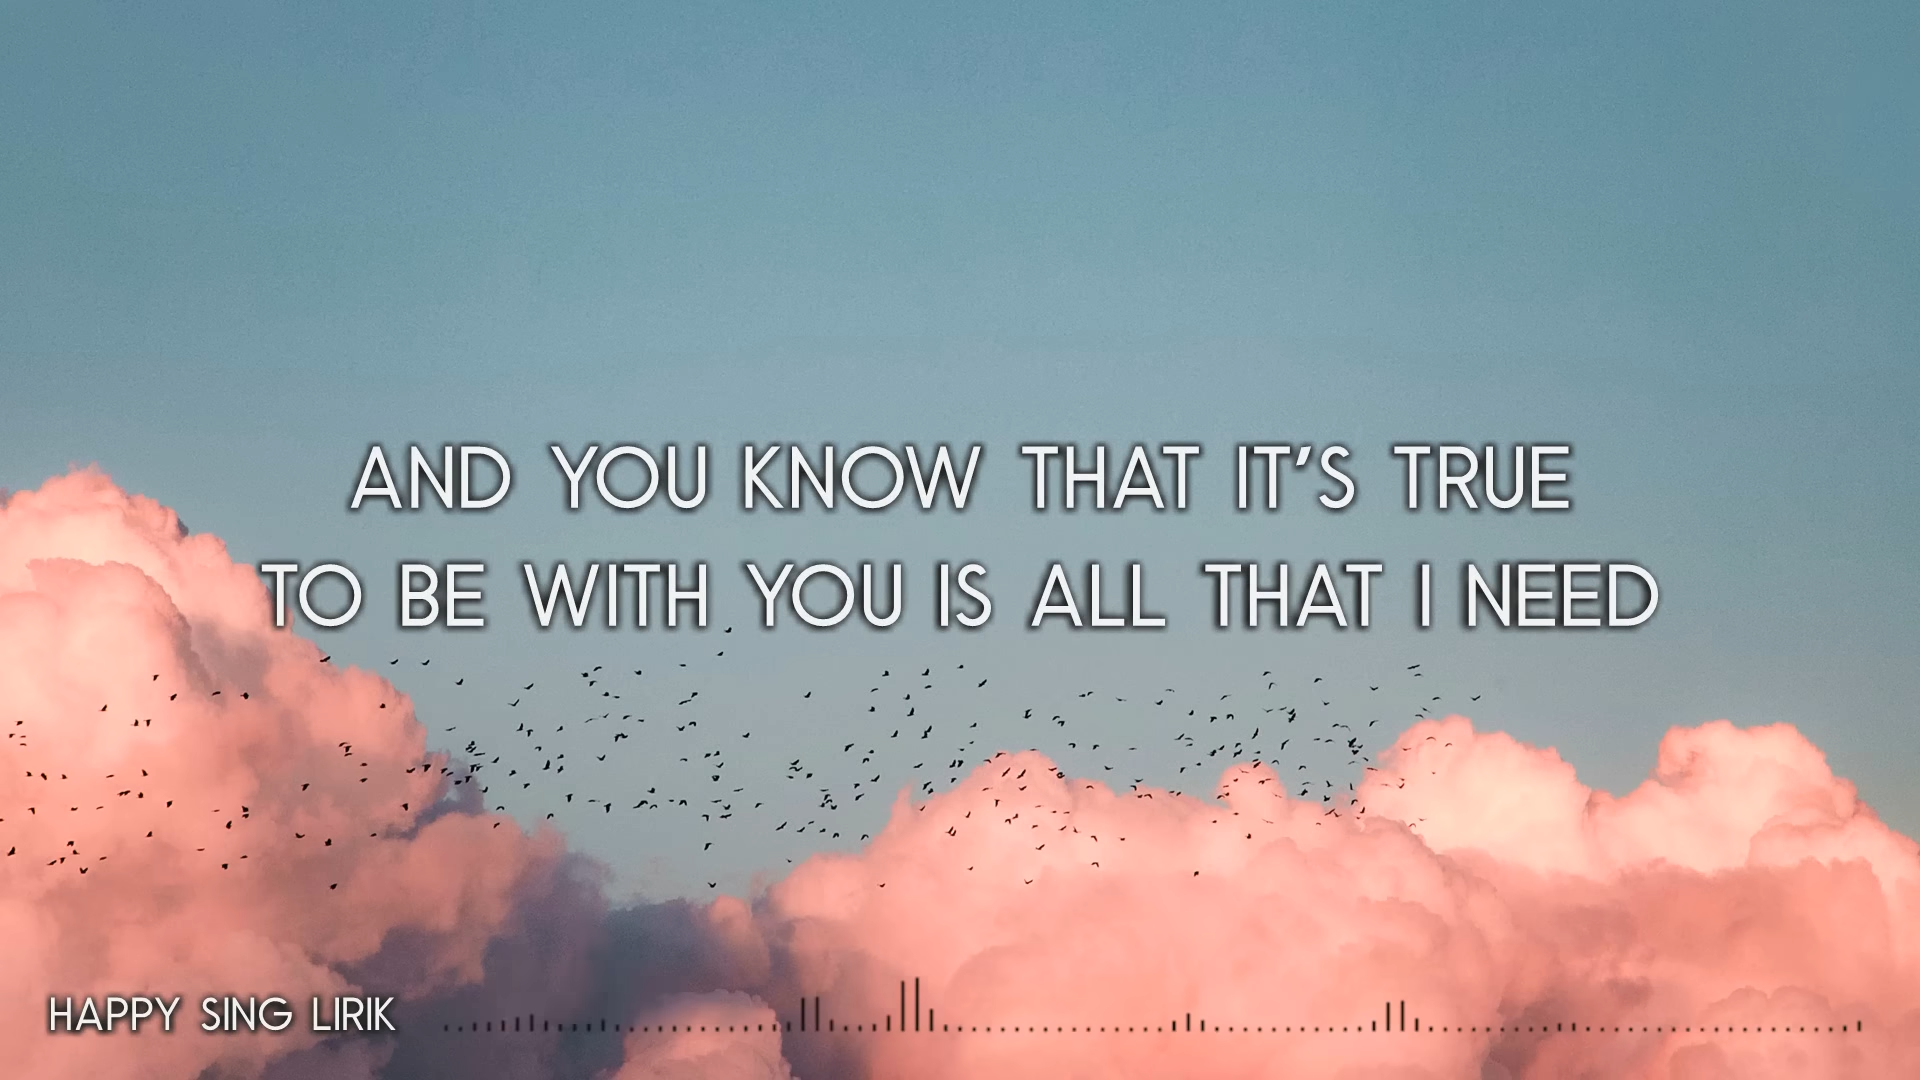 AND YOU KNOW THAT IT'S TRUE
TO BE WITH YOU IS ALL THAT I NEED
HAPPY SING LIRIK